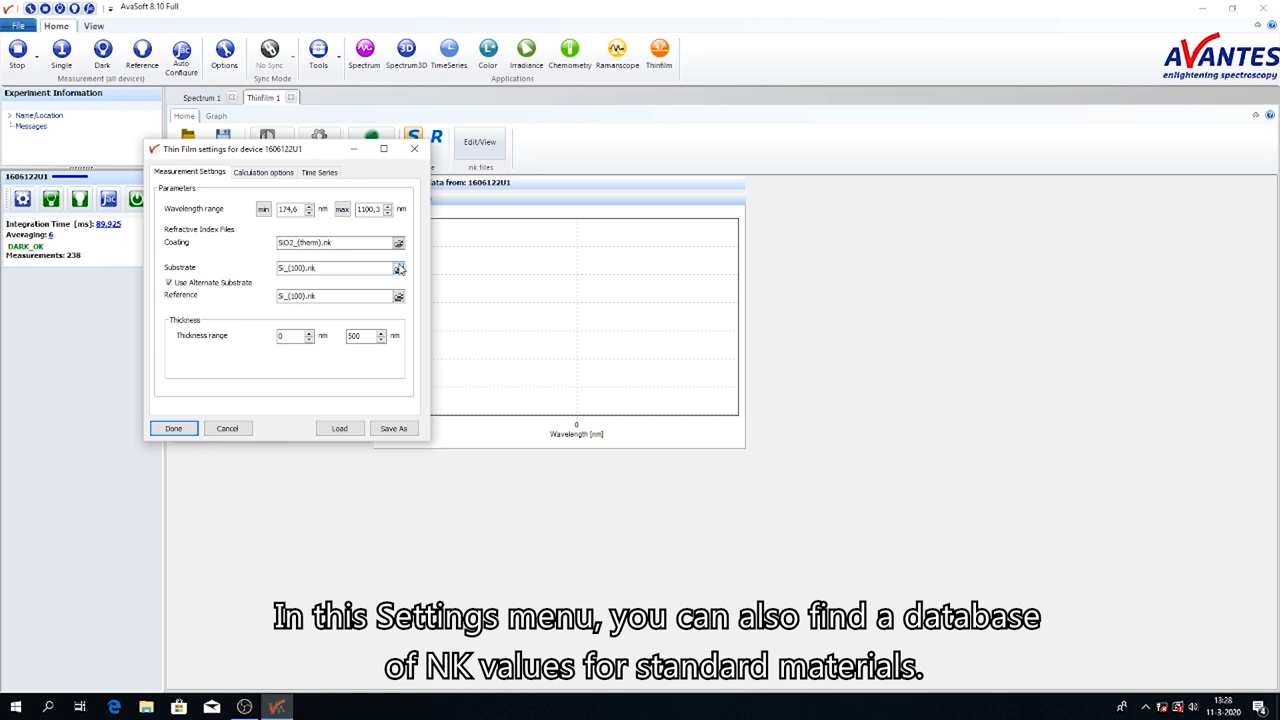 AvaSoft 8.10 Full
File
Home
View
Stop
Single
Dark
Reference
Auto
Configure
Options
No Sync
Tools
Spectrum
Spectrum3D
TimeSeries
Color
Irradiance
Chemometry
Ramanscope
Thinfilm
Measurement (all devices)
Sync Mode
Applications
AVANTES
enlightening spectroscopy
Experiment Information
Name/Location
Messages
Spectrum 1
Thinfilm 1
Home
Graph
S
R
Edit/View
nk files
1606122U1
Integration Time [ms]: 89,925
Averaging: 6
DARK_OK
Measurements: 238
Thin Film settings for device 1606122U1
Measurement Settings
Calculation options
Time Series
Parameters
Wavelength range
min
174,6
nm
max
1100,3
nm
Refractive Index Files
Coating
SiO2_(therm).nk
Substrate
Si_(100).nk
Use Alternate Substrate
Reference
Si_(100).nk
Thickness
Thickness range
0
nm
500
nm
Done
Cancel
Load
Save As
ata from: 1606122U1
0
Wavelength [nm]
In this Settings menu, you can also find a database
of NK values for standard materials.
13:28
11-3-2020